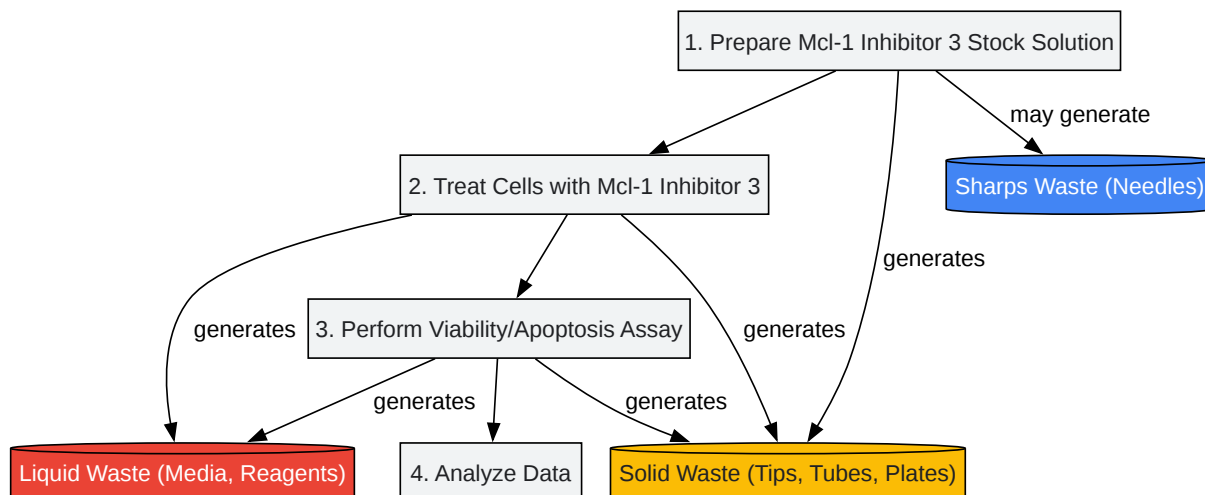 1. Prepare Mcl-1 Inhibitor 3 Stock Solution
may generate
2. Treat Cells with Mcl-1 Inhibitor 3
Sharps Waste (Needles)
generates
generates
generates
3. Perform Viability/Apoptosis Assay
generates
generates
Liquid Waste (Media, Reagents)
4. Analyze Data
Solid Waste (Tips, Tubes, Plates)